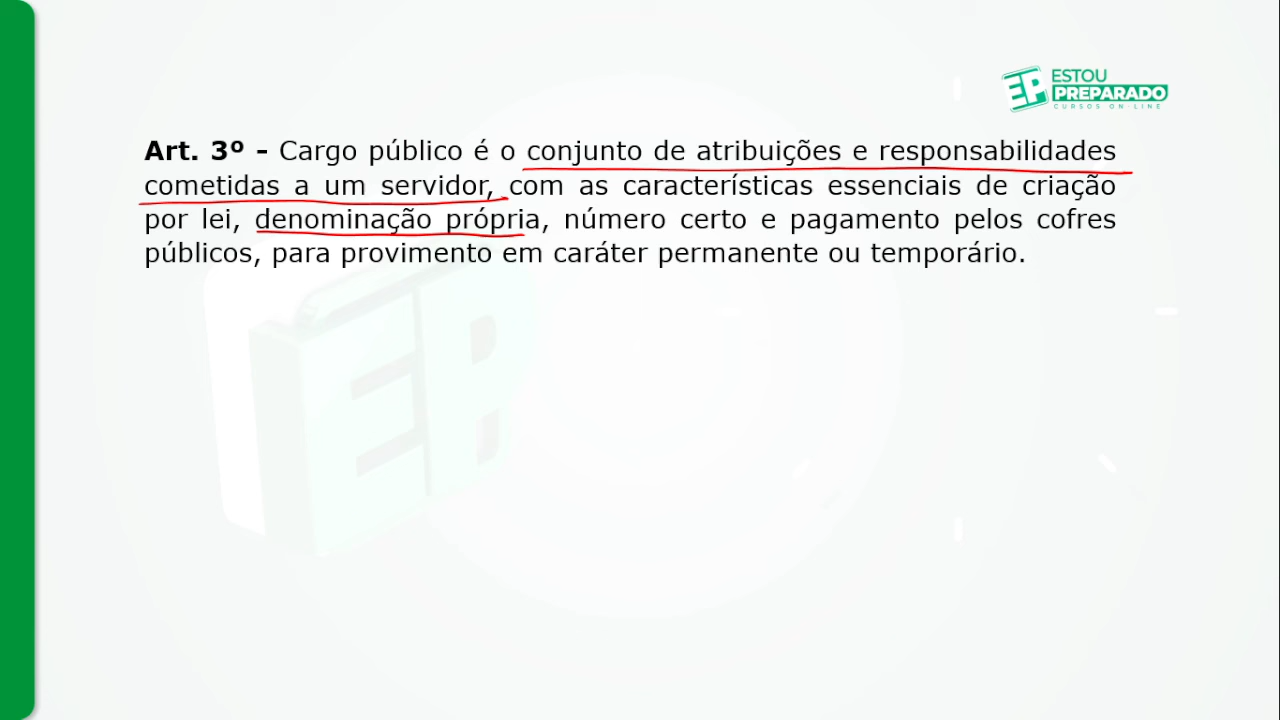 ESTOU
PREPARADO
CURSOS ON-LINE
Art. 3º - Cargo público é o conjunto de atribuições e responsabilidades
cometidas a um servidor, com as características essenciais de criação
por lei, denominação própria, número certo e pagamento pelos cofres
públicos, para provimento em caráter permanente ou temporário.
EP